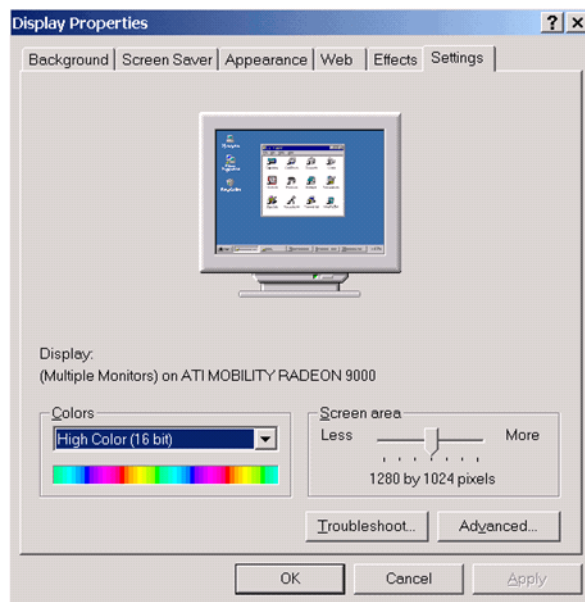 Display Properties
Background Screen Saver Appearance Web Effects Settings
Display:
(Multiple Monitors) on ATI MOBILITY RADEON 9000
Colors
High Color (16 bit)
Screen area
Less More
1280 by 1024 pixels
Troubleshoot... Advanced...
OK Cancel Apply